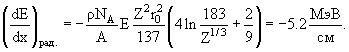 (dE/dx)рад. = −(ρN_A/A) E (Z²r₀²/137) (4 ln (183/Z^{1/3}) + 2/9) = −5.2 МэВ/см.